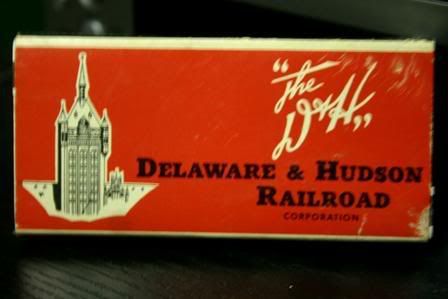 "The
D&H"
DELAWARE & HUDSON
RAILROAD
CORPORATION